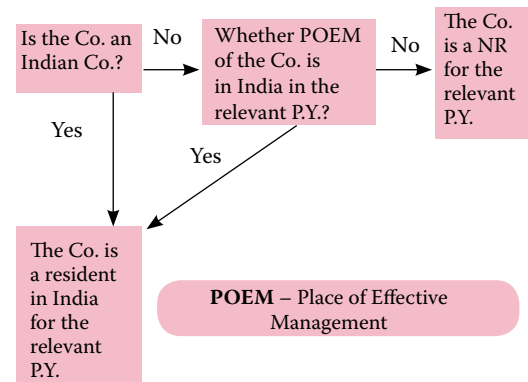 Is the Co. an
Indian Co.?
No
Whether POEM
of the Co. is
in India in the
relevant P.Y.?
No
The Co.
is a NR
for the
relevant
P.Y.
Yes
Yes
The Co. is
a resident
in India
for the
relevant
P.Y.
POEM – Place of Effective
Management